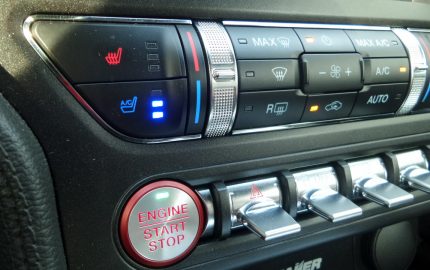 MAX
MAX A/C
A/C
- +
A/C
R
AUTO
ENGINE
START
STOP